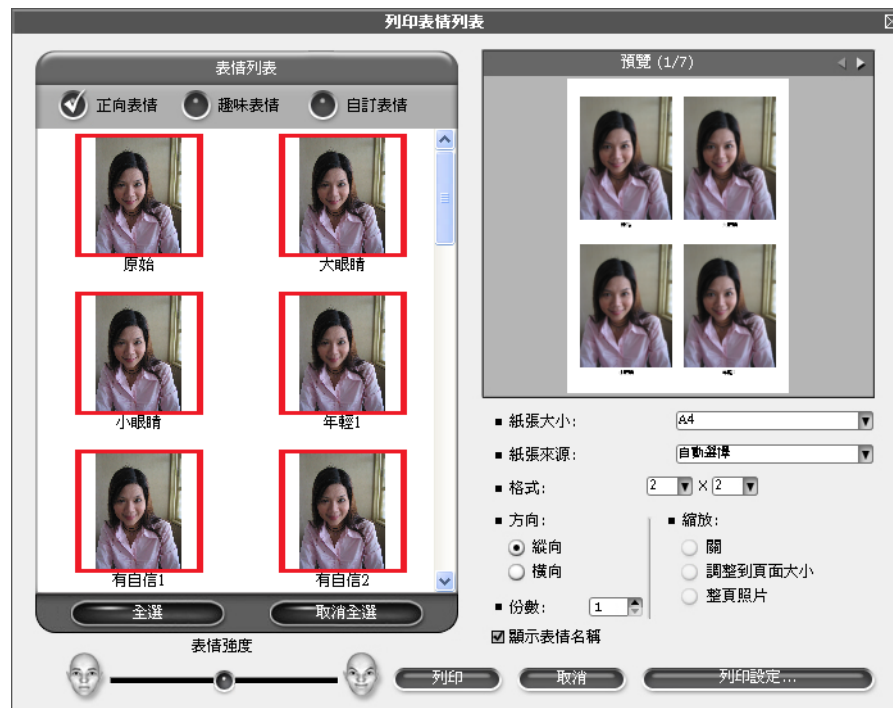 列印表情列表
表情列表
正向表情 趣味表情 自訂表情
原始 大眼睛
小眼睛 年輕1
有自信1 有自信2
全選 取消全選
表情強度
預覽 (1/7)
紙張大小: A4
紙張來源: 自動選擇
格式: 2 X 2
方向: 縮放:
縱向 關
橫向 調整到頁面大小
整頁照片
份數: 1
顯示表情名稱
列印 取消 列印設定...